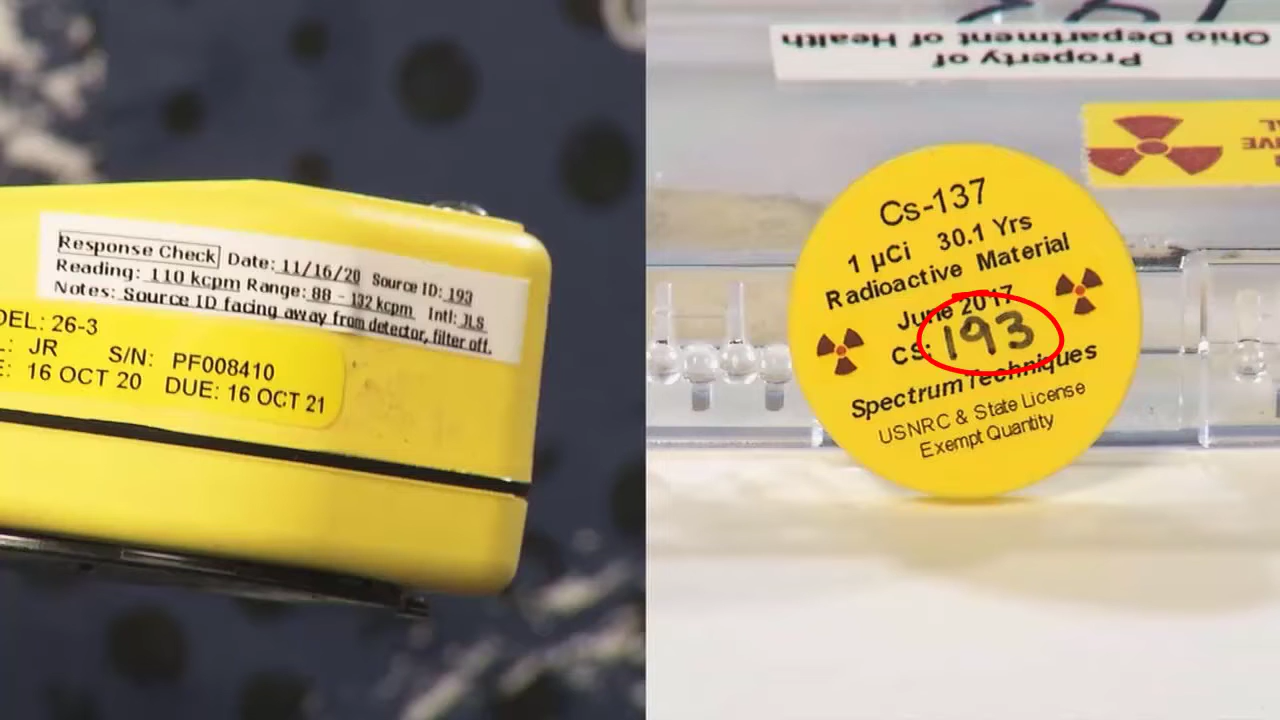 Response Check Date: 11/16/20 Source ID: 193
Reading: 110 kcpm Range: 88 - 132 kcpm Intl: JLS
Notes: Source ID facing away from detector, filter off.
DEL: 26-3
L: JR S/N: PF008410
E: 16 OCT 20 DUE: 16 OCT 21
Property of
Ohio Department of Health
Cs-137
1 µCi 30.1 Yrs
Radioactive Material
June 2017
CS: 193
Spectrum Techniques
USNRC & State License
Exempt Quantity